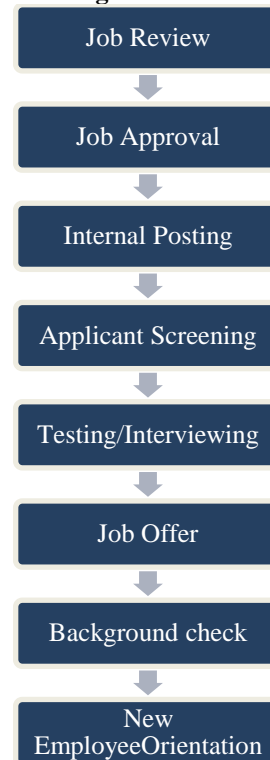 Job Review
Job Approval
Internal Posting
Applicant Screening
Testing/Interviewing
Job Offer
Background check
New
EmployeeOrientation